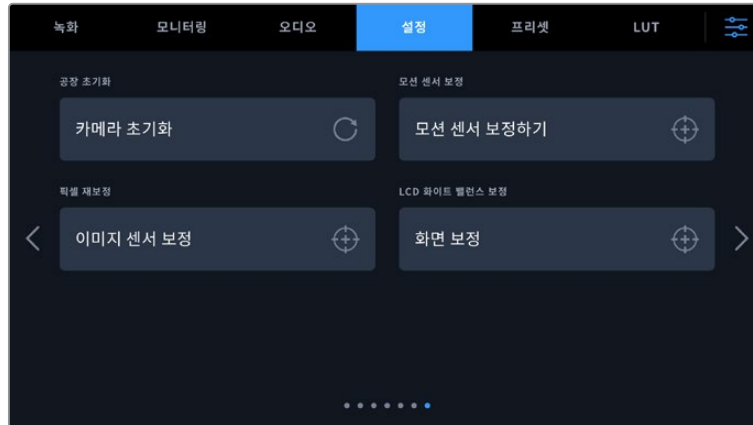 녹화 모니터링 오디오 설정 프리셋 LUT
공장 초기화 모션 센서 보정
카메라 초기화 모션 센서 보정하기
픽셀 재보정 LCD 화이트 밸런스 보정
이미지 센서 보정 화면 보정